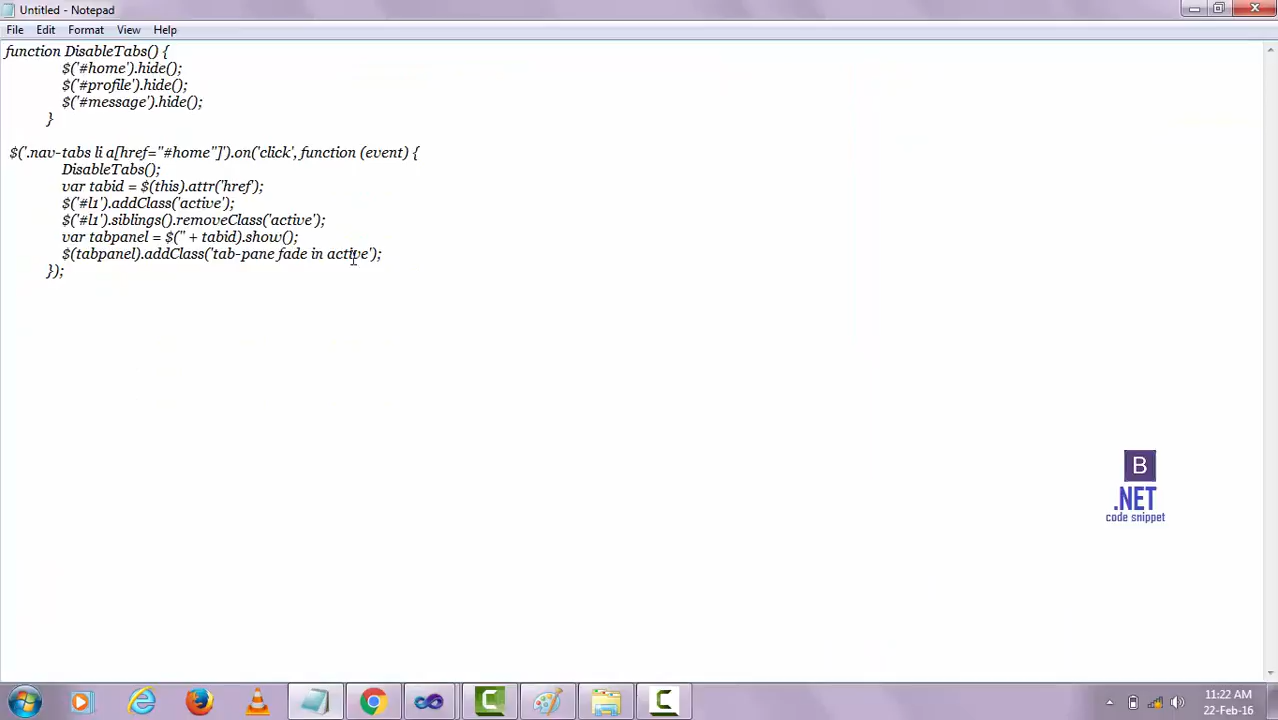 Untitled - Notepad
File Edit Format View Help
function DisableTabs() {
$('#home').hide();
$('#profile').hide();
$('#message').hide();
}
$('.nav-tabs li a[href="#home"]').on('click', function (event) {
DisableTabs();
var tabid = $(this).attr('href');
$('#l1').addClass('active');
$('#l1').siblings().removeClass('active');
var tabpanel = $('' + tabid).show();
$(tabpanel).addClass('tab-pane fade in active');
});
B
.NET
code snippet
11:22 AM
22-Feb-16